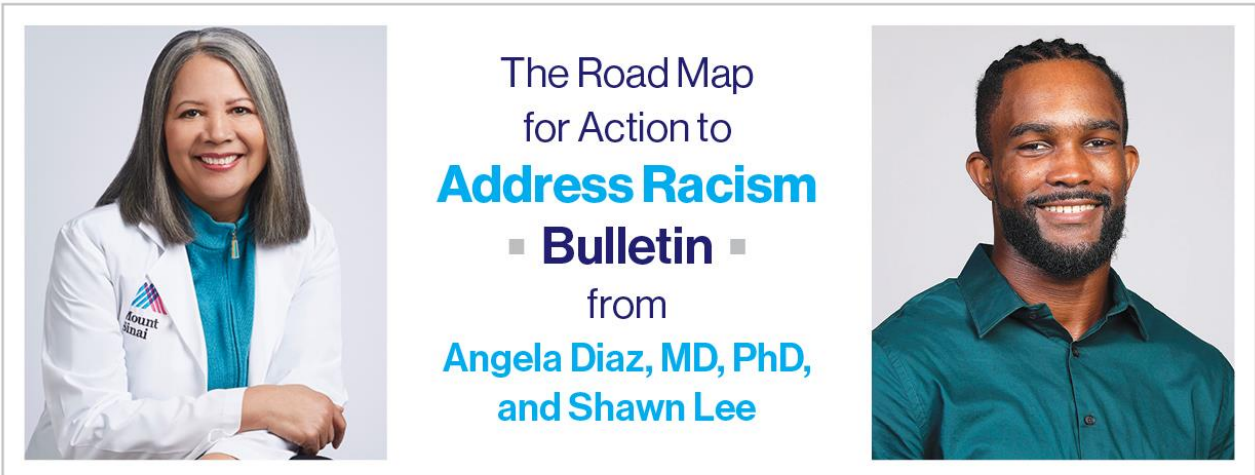 The Road Map
for Action to
Address Racism
▪ Bulletin ▪
from
Angela Diaz, MD, PhD,
and Shawn Lee
Mount
Sinai